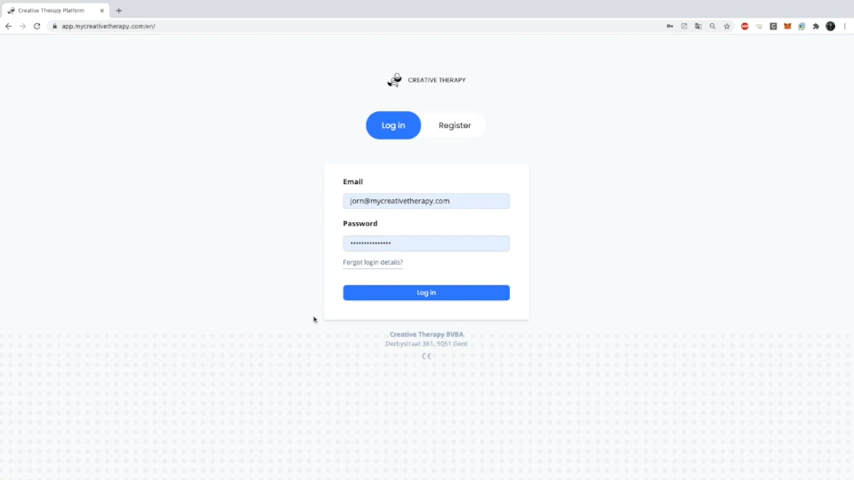 Creative Therapy Platform
app.mycreativetherapy.com/en/
CREATIVE THERAPY
Log in
Register
Email
jorn@mycreativetherapy.com
Password
•••••••••••••••
Forgot login details?
Log in
Creative Therapy BVBA
Derbystraat 381, 9051 Gent
CE